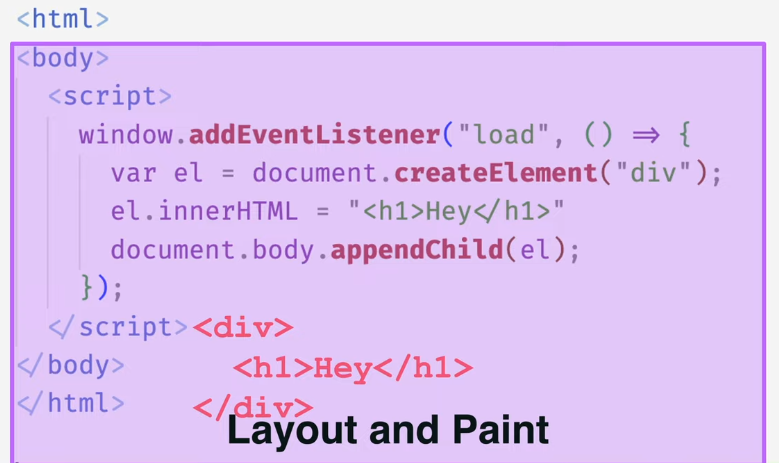 <html>
<body>
<script>
window.addEventListener("load", () => {
var el = document.createElement("div");
el.innerHTML = "<h1>Hey</h1>"
document.body.appendChild(el);
});
</script> <div>
</body> <h1>Hey</h1>
</html> </div>
Layout and Paint